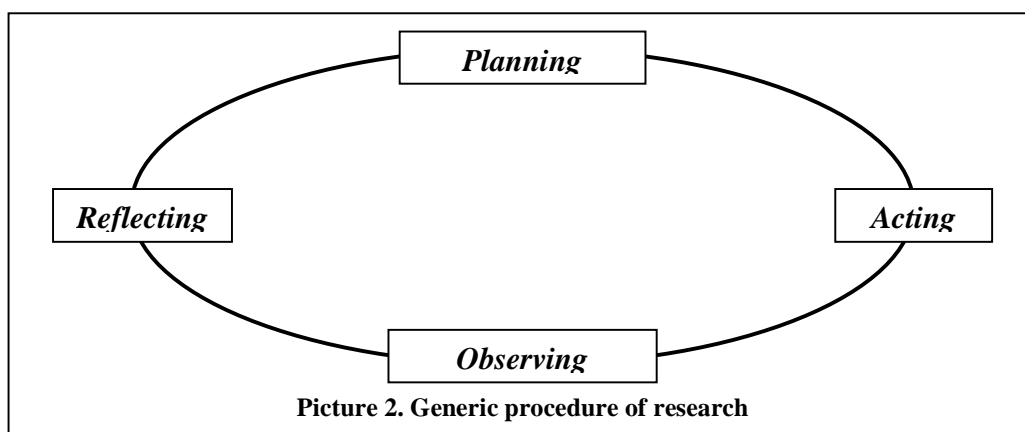 Planning
Reflecting
Acting
Observing
Picture 2. Generic procedure of research